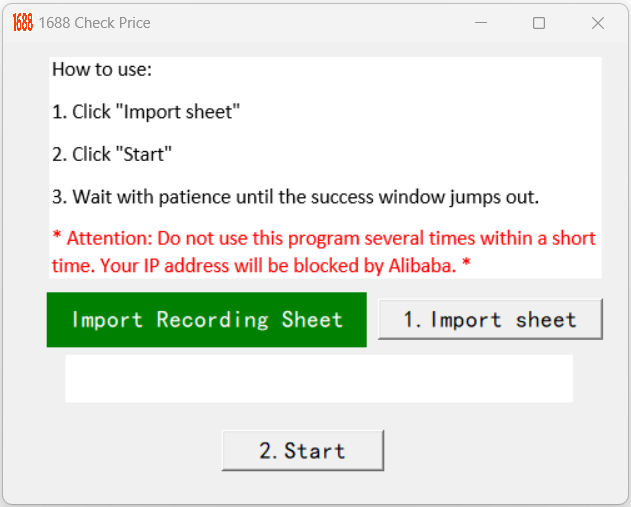 1688 1688 Check Price
How to use:
1. Click "Import sheet"
2. Click "Start"
3. Wait with patience until the success window jumps out.
* Attention: Do not use this program several times within a short
time. Your IP address will be blocked by Alibaba. *
Import Recording Sheet
1.Import sheet
2.Start